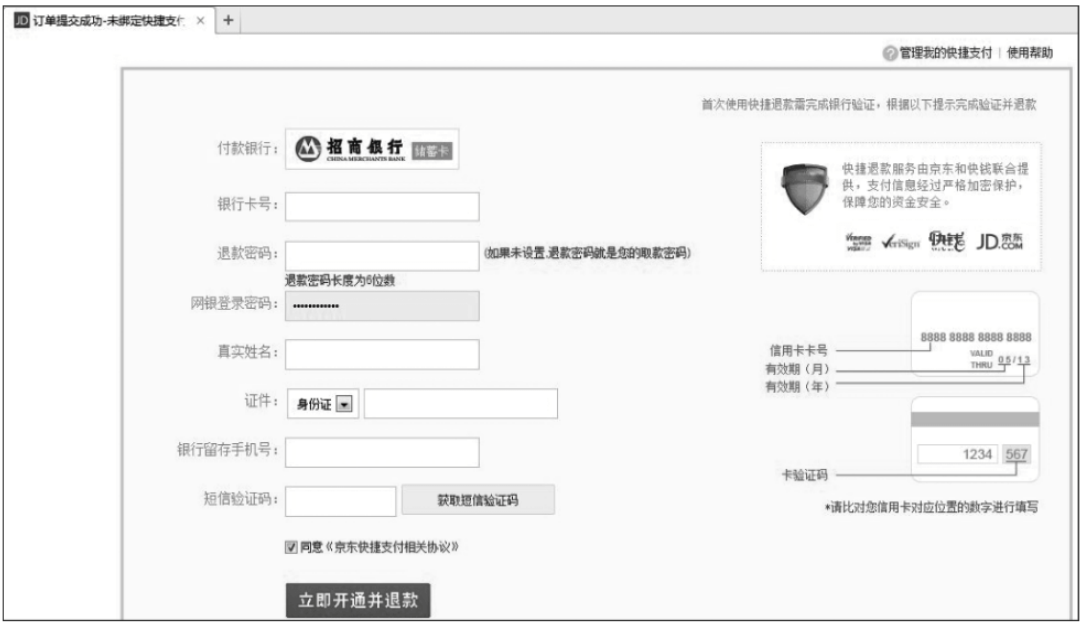 JD 订单提交成功-未绑定快捷支付 × +
管理我的快捷支付 | 使用帮助
首次使用快捷退款需完成银行验证，根据以下提示完成验证并退款
付款银行： 招商银行 储蓄卡
CHINA MERCHANTS BANK
快捷退款服务由京东和快钱联合提
供，支付信息经过严格加密保护，
保障您的资金安全。
VeriSign 快钱 JD.京东
.COM
银行卡号：
退款密码： (如果未设置,退款密码就是您的取款密码)
退款密码长度为6位数
网银登录密码： ••••••••••••
真实姓名：
证件： 身份证
银行留存手机号：
短信验证码： 获取短信验证码
同意《京东快捷支付相关协议》
立即开通并退款
8888 8888 8888 8888
信用卡卡号
VALID
THRU 05/13
有效期（月）
有效期（年）
1234 567
卡验证码
*请比对您信用卡对应位置的数字进行填写